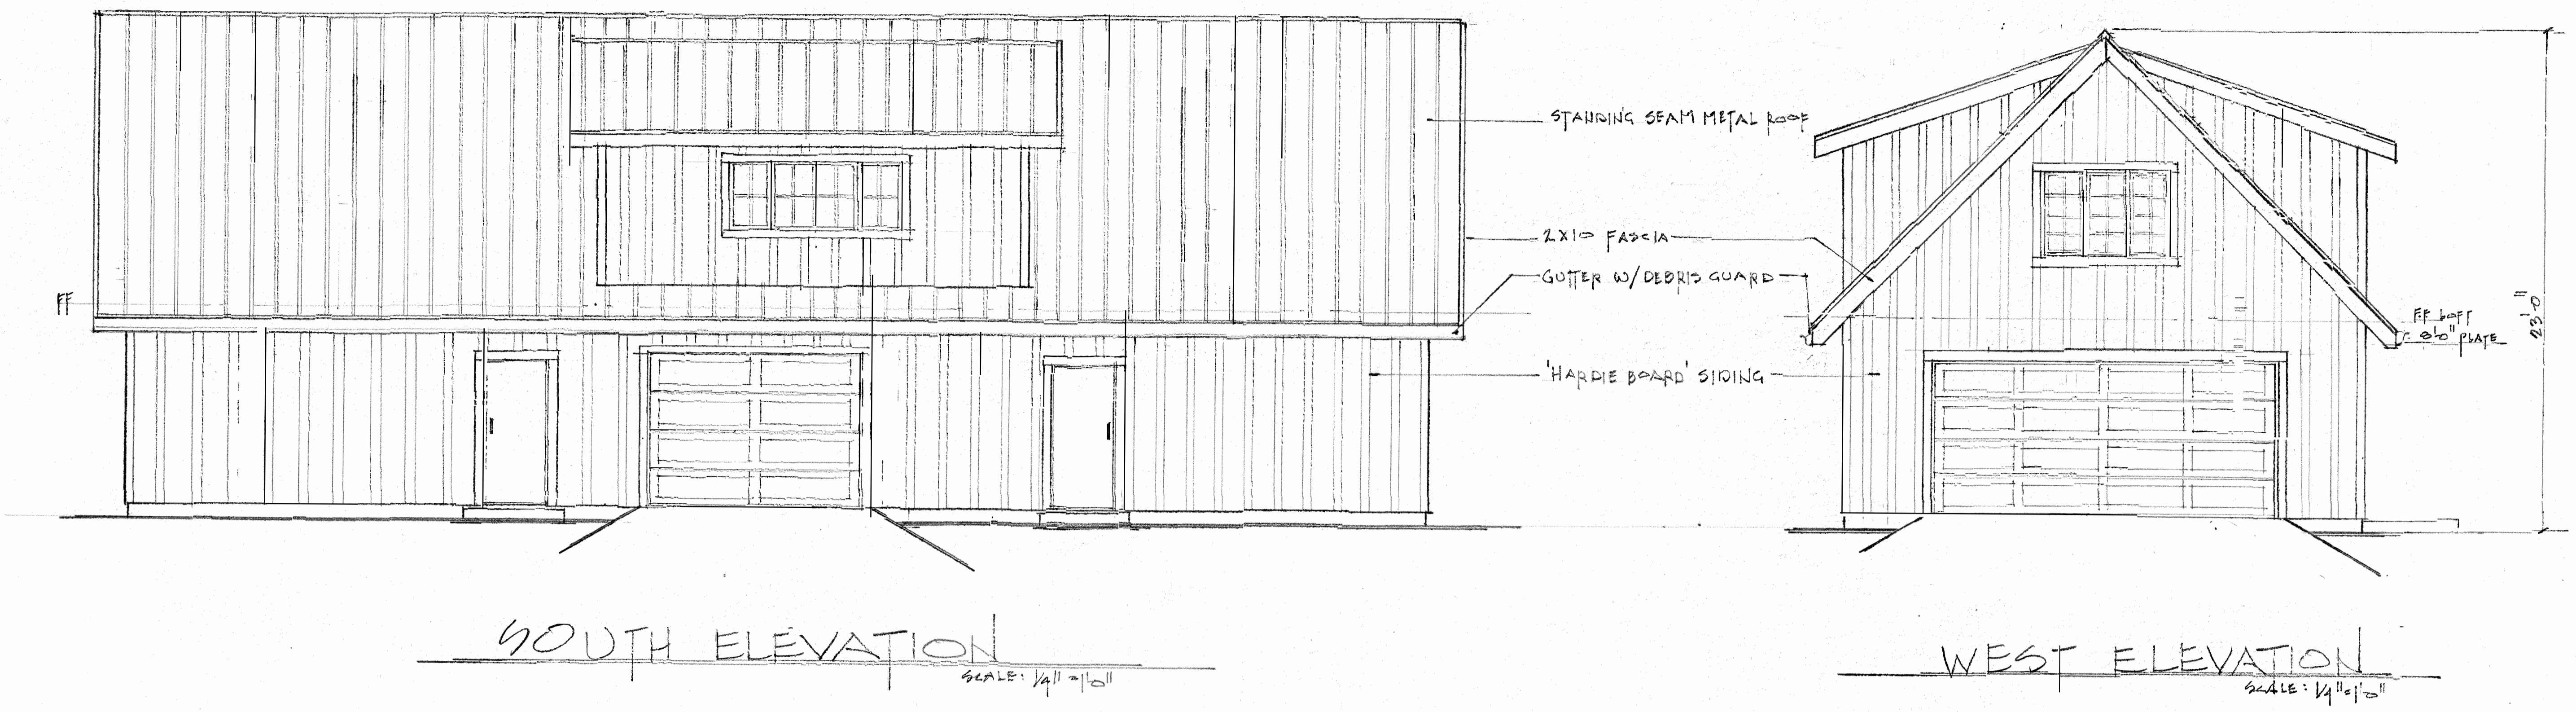 STANDING SEAM METAL ROOF
2X10 FASCIA
GUTTER W/DEBRIS GUARD
'HARDIE BOARD' SIDING
FF
FF LOFT
8'0" PLATE
23'-0"
SOUTH ELEVATION
SCALE: 1/4"=1'0"
WEST ELEVATION
SCALE: 1/4"=1'0"